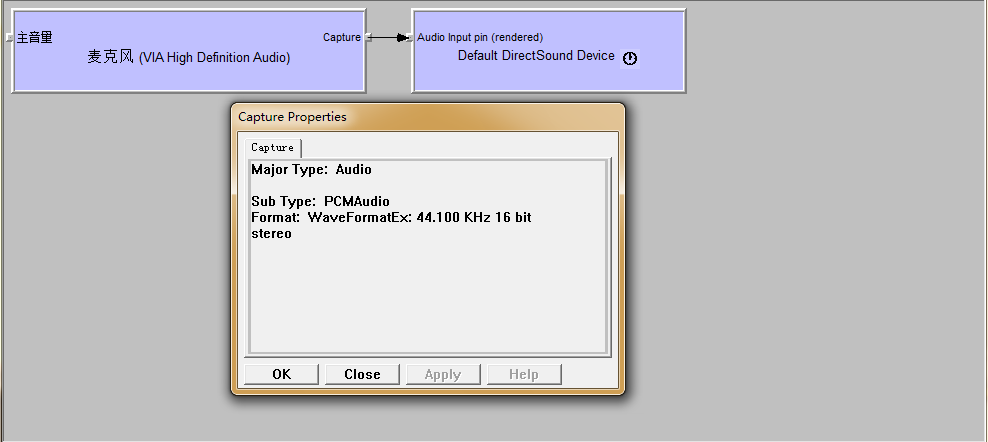 主音量
Capture
Audio Input pin (rendered)
麦克风 (VIA High Definition Audio)
Default DirectSound Device
Capture Properties
Capture
Major Type: Audio
Sub Type: PCMAudio
Format: WaveFormatEx: 44.100 KHz 16 bit
stereo
OK
Close
Apply
Help